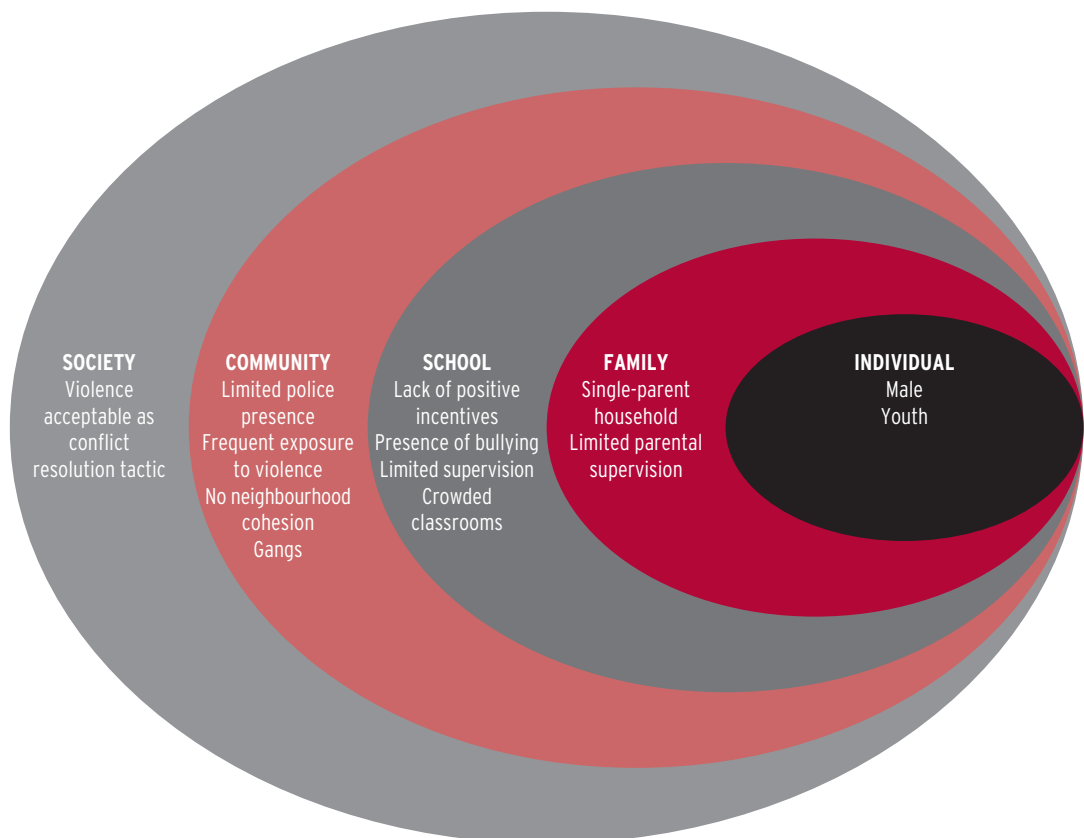 SOCIETY
Violence
acceptable as
conflict
resolution tactic
COMMUNITY
Limited police
presence
Frequent exposure
to violence
No neighbourhood
cohesion
Gangs
SCHOOL
Lack of positive
incentives
Presence of bullying
Limited supervision
Crowded
classrooms
FAMILY
Single-parent
household
Limited parental
supervision
INDIVIDUAL
Male
Youth